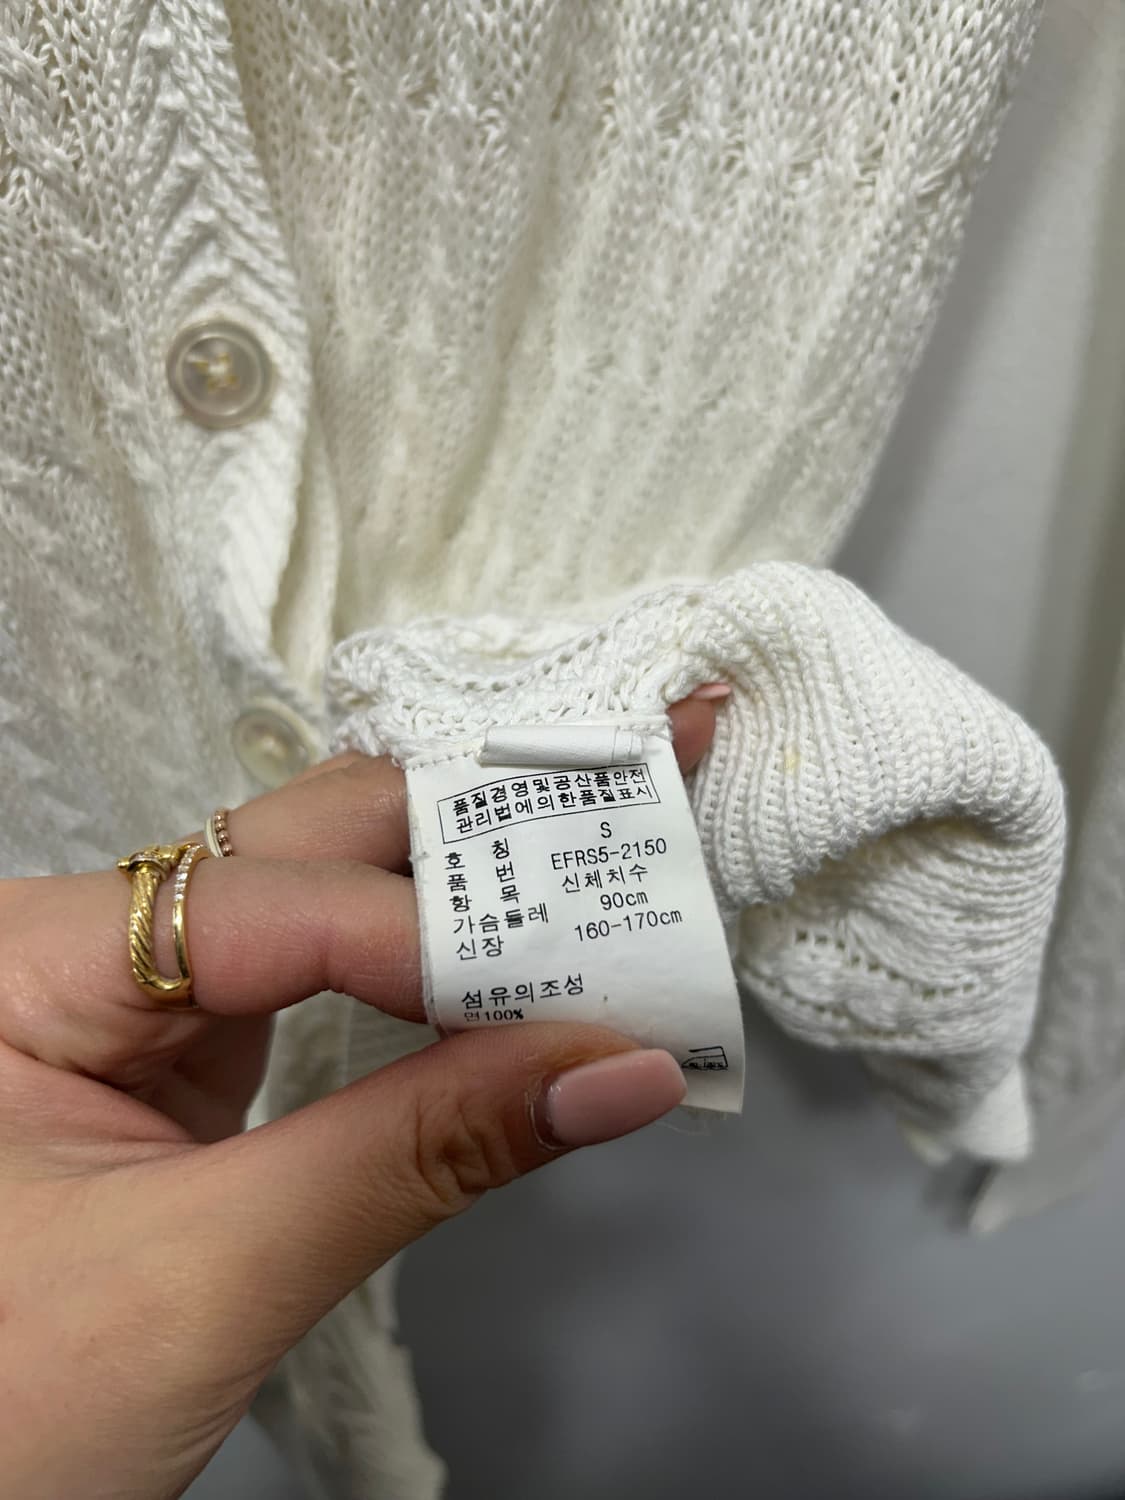 품질경영및공산품안전
관리법에의한품질표시
호 칭 S
품 번 EFRS5-2150
항 목 신체치수
가슴둘레 90cm
신장 160-170cm
섬유의조성
면100%